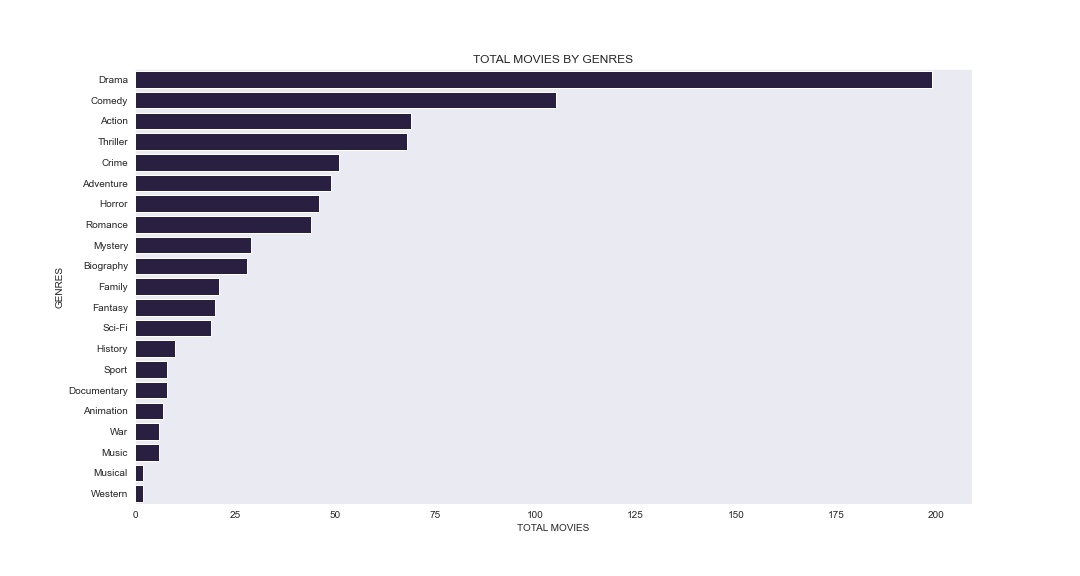 TOTAL MOVIES BY GENRES
GENRES
Drama
Comedy
Action
Thriller
Crime
Adventure
Horror
Romance
Mystery
Biography
Family
Fantasy
Sci-Fi
History
Sport
Documentary
Animation
War
Music
Musical
Western
0 25 50 75 100 125 150 175 200
TOTAL MOVIES